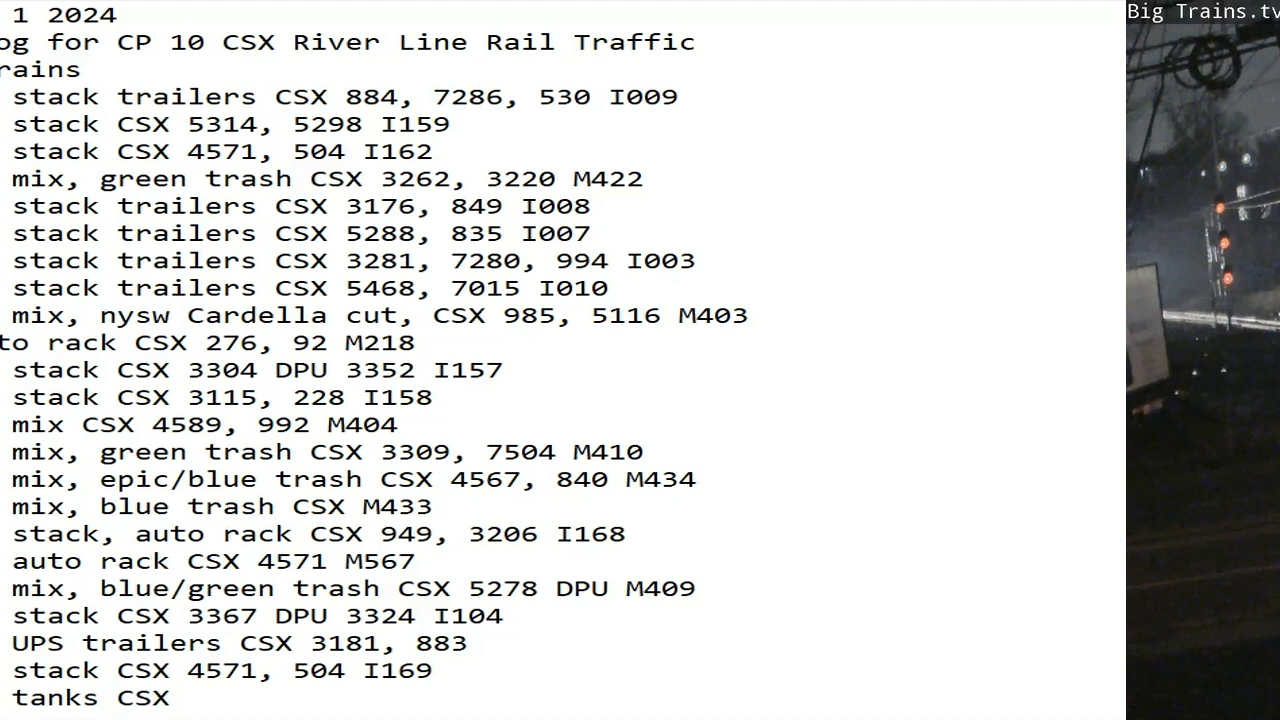 1 2024
og for CP 10 CSX River Line Rail Traffic
rains
stack trailers CSX 884, 7286, 530 I009
stack CSX 5314, 5298 I159
stack CSX 4571, 504 I162
mix, green trash CSX 3262, 3220 M422
stack trailers CSX 3176, 849 I008
stack trailers CSX 5288, 835 I007
stack trailers CSX 3281, 7280, 994 I003
stack trailers CSX 5468, 7015 I010
mix, nysw Cardella cut, CSX 985, 5116 M403
to rack CSX 276, 92 M218
stack CSX 3304 DPU 3352 I157
stack CSX 3115, 228 I158
mix CSX 4589, 992 M404
mix, green trash CSX 3309, 7504 M410
mix, epic/blue trash CSX 4567, 840 M434
mix, blue trash CSX M433
stack, auto rack CSX 949, 3206 I168
auto rack CSX 4571 M567
mix, blue/green trash CSX 5278 DPU M409
stack CSX 3367 DPU 3324 I104
UPS trailers CSX 3181, 883
stack CSX 4571, 504 I169
tanks CSX
Big Trains.tv